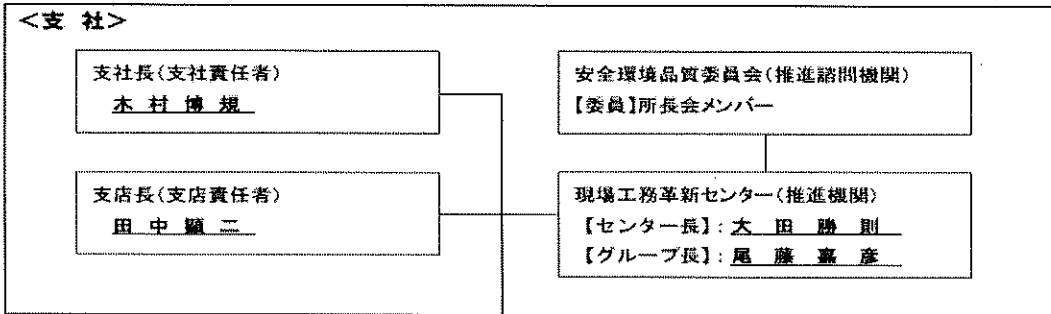 ＜支 社＞
支社長(支社責任者)
木 村 博 規
安全環境品質委員会(推進諮問機関)
【委員】所長会メンバー
支店長(支店責任者)
田 中 顯 二
現場工務革新センター(推進機関)
【センター長】: 大 田 勝 則
【グループ長】: 尾 藤 嘉 彦